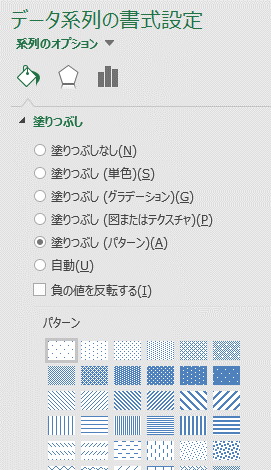 データ系列の書式設定
系列のオプション
塗りつぶし
塗りつぶしなし(N)
塗りつぶし (単色)(S)
塗りつぶし (グラデーション)(G)
塗りつぶし (図またはテクスチャ)(P)
塗りつぶし (パターン)(A)
自動(U)
負の値を反転する(I)
パターン